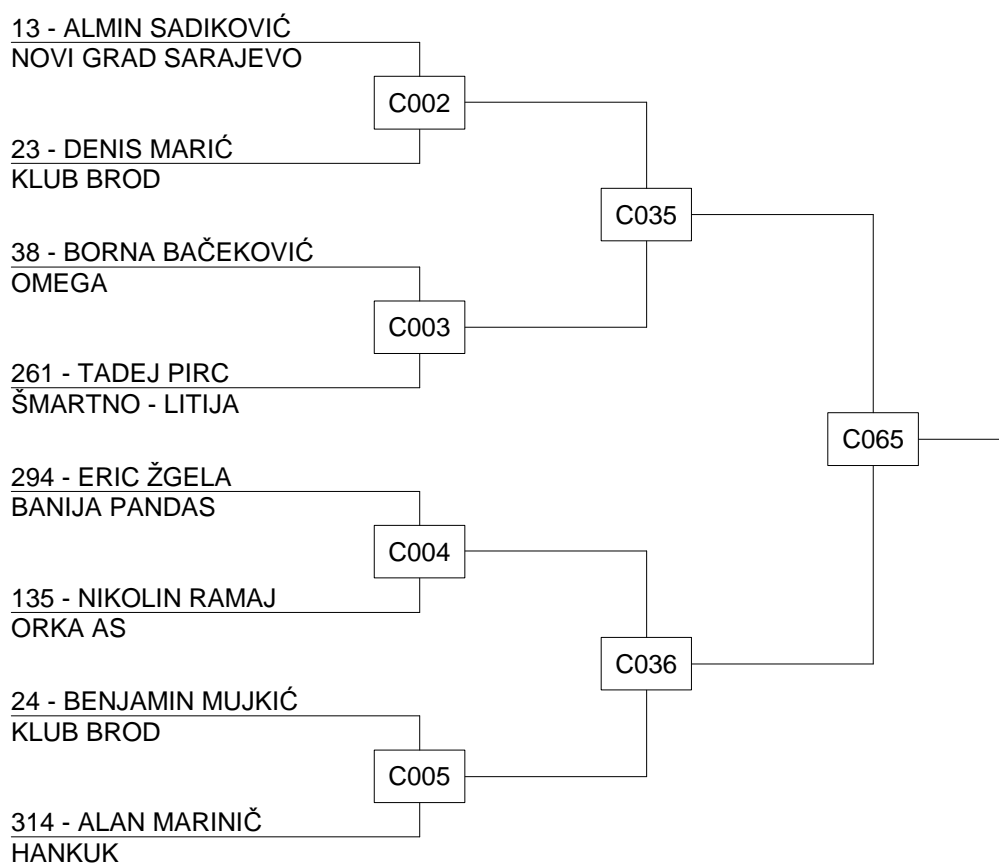 13 - ALMIN SADIKOVIĆ
NOVI GRAD SARAJEVO
C002
23 - DENIS MARIĆ
KLUB BROD
C035
38 - BORNA BAČEKOVIĆ
OMEGA
C003
261 - TADEJ PIRC
ŠMARTNO - LITIJA
C065
294 - ERIC ŽGELA
BANIJA PANDAS
C004
135 - NIKOLIN RAMAJ
ORKA AS
C036
24 - BENJAMIN MUJKIĆ
KLUB BROD
C005
314 - ALAN MARINIČ
HANKUK